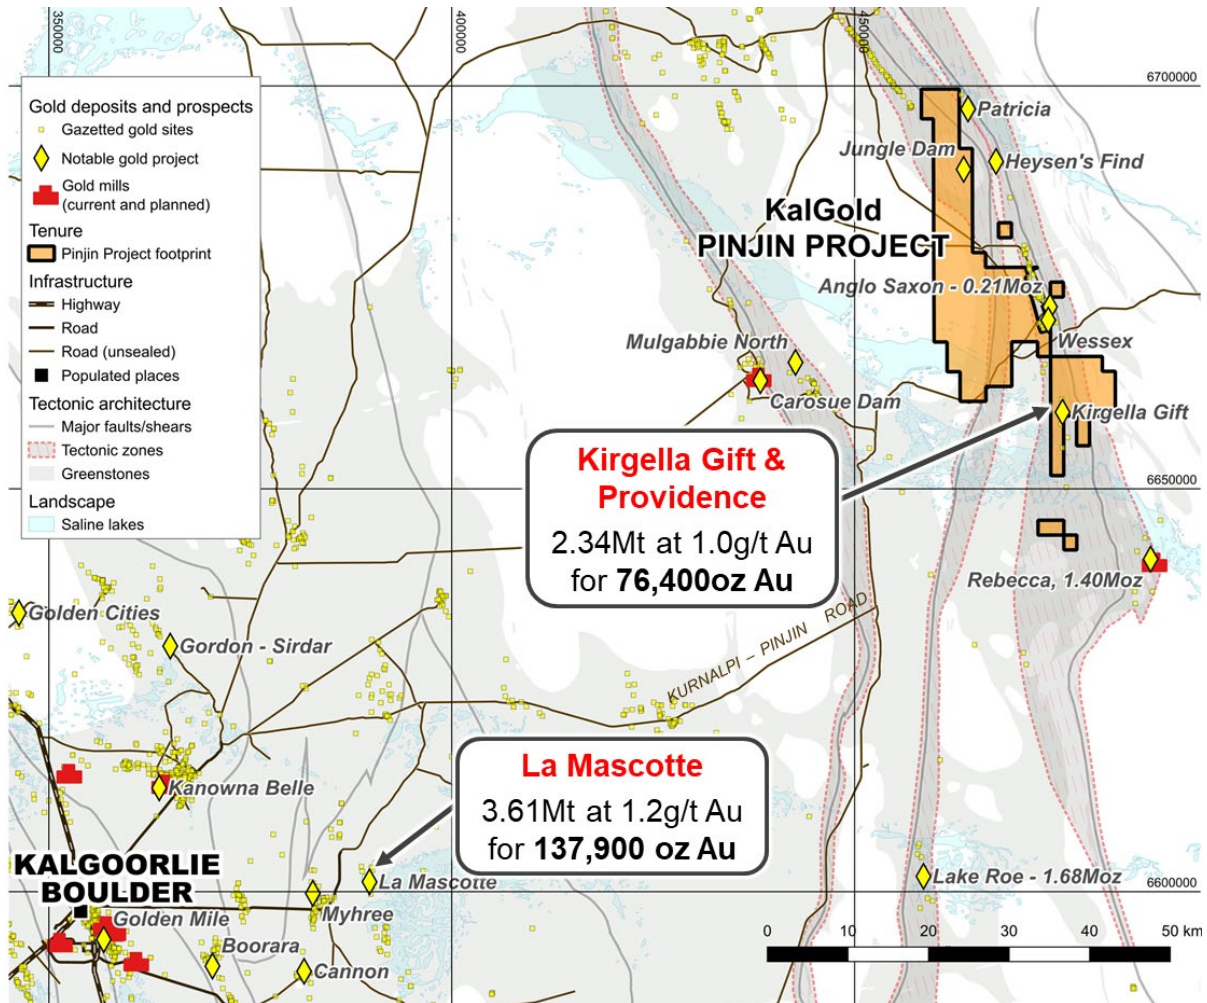 350000
400000
450000
6700000
6650000
6600000
Gold deposits and prospects
Gazetted gold sites
Notable gold project
Gold mills
(current and planned)
Tenure
Pinjin Project footprint
Infrastructure
Highway
Road
Road (unsealed)
Populated places
Tectonic architecture
Major faults/shears
Tectonic zones
Greenstones
Landscape
Saline lakes
Patricia
Jungle Dam
Heysen's Find
KalGold
PINJIN PROJECT
Anglo Saxon - 0.21Moz
Wessex
Mulgabbie North
Carosue Dam
Kirgella Gift
Kirgella Gift &
Providence
2.34Mt at 1.0g/t Au
for 76,400oz Au
Rebecca, 1.40Moz
Golden Cities
Gordon - Sirdar
KURNALPI – PINJIN ROAD
Kanowna Belle
La Mascotte
3.61Mt at 1.2g/t Au
for 137,900 oz Au
KALGOORLIE
BOULDER
La Mascotte
Lake Roe - 1.68Moz
Golden Mile
Myhree
Boorara
Cannon
0 10 20 30 40 50 km